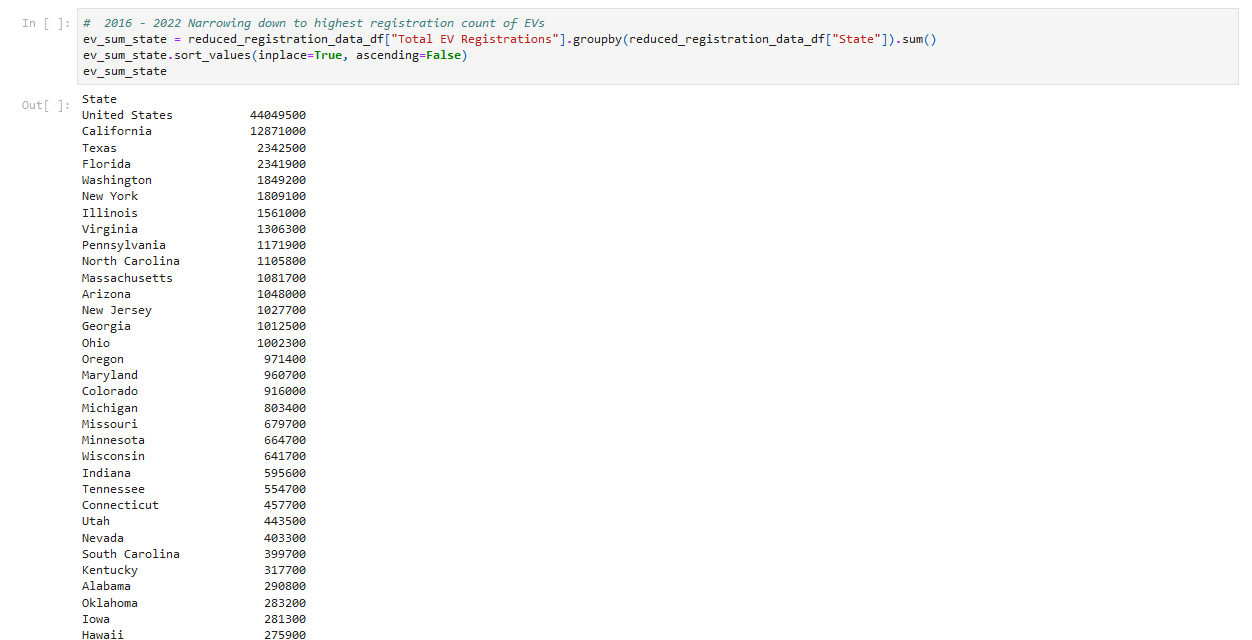 In [ ]: #  2016 - 2022 Narrowing down to highest registration count of EVs
ev_sum_state = reduced_registration_data_df["Total EV Registrations"].groupby(reduced_registration_data_df["State"]).sum()
ev_sum_state.sort_values(inplace=True, ascending=False)
ev_sum_state
Out[ ]: State
United States 44049500
California 12871000
Texas 2342500
Florida 2341900
Washington 1849200
New York 1809100
Illinois 1561000
Virginia 1306300
Pennsylvania 1171900
North Carolina 1105800
Massachusetts 1081700
Arizona 1048000
New Jersey 1027700
Georgia 1012500
Ohio 1002300
Oregon 971400
Maryland 960700
Colorado 916000
Michigan 803400
Missouri 679700
Minnesota 664700
Wisconsin 641700
Indiana 595600
Tennessee 554700
Connecticut 457700
Utah 443500
Nevada 403300
South Carolina 399700
Kentucky 317700
Alabama 290800
Oklahoma 283200
Iowa 281300
Hawaii 275900